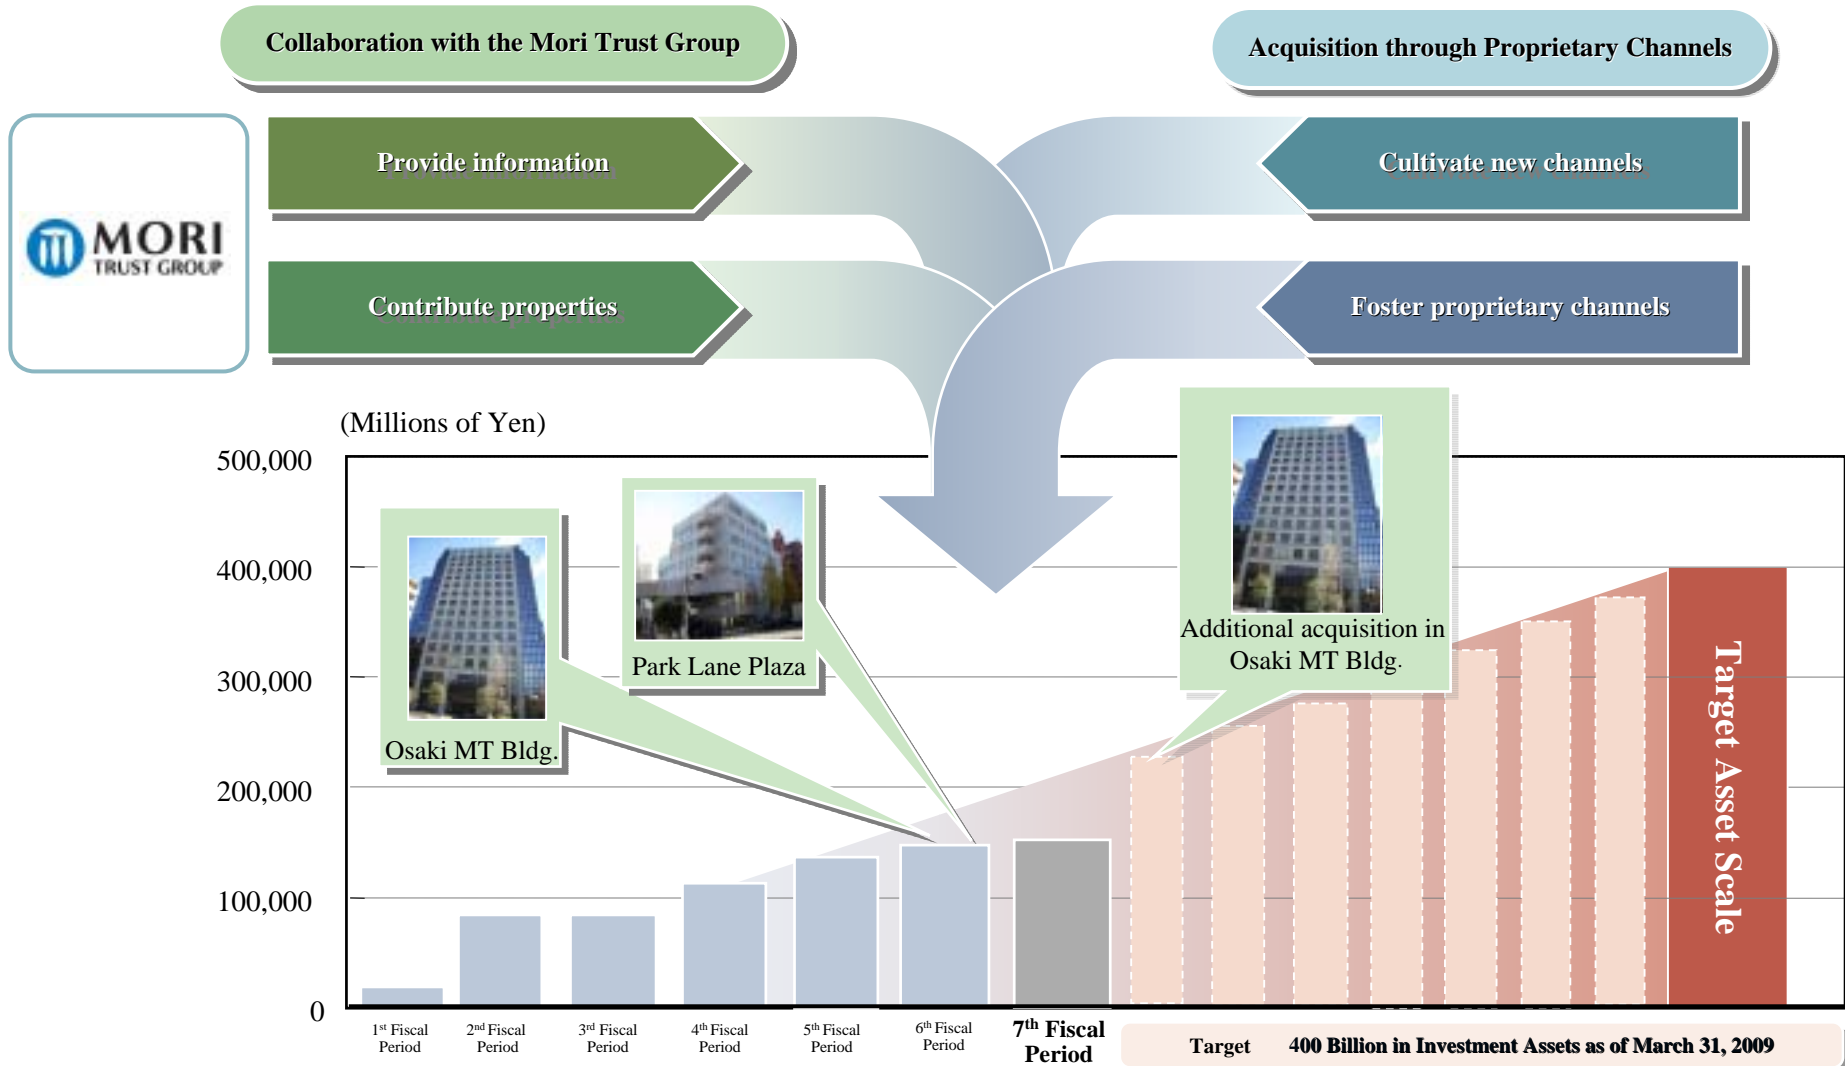 Collaboration with the Mori Trust Group
Acquisition through Proprietary Channels
MORI
TRUST GROUP
Provide information
Cultivate new channels
Contribute properties
Foster proprietary channels
(Millions of Yen)
500,000
400,000
300,000
200,000
100,000
0
Osaki MT Bldg.
Park Lane Plaza
Additional acquisition in
Osaki MT Bldg.
Target Asset Scale
1st Fiscal
Period
2nd Fiscal
Period
3rd Fiscal
Period
4th Fiscal
Period
5th Fiscal
Period
6th Fiscal
Period
7th Fiscal
Period
Target 400 Billion in Investment Assets as of March 31, 2009